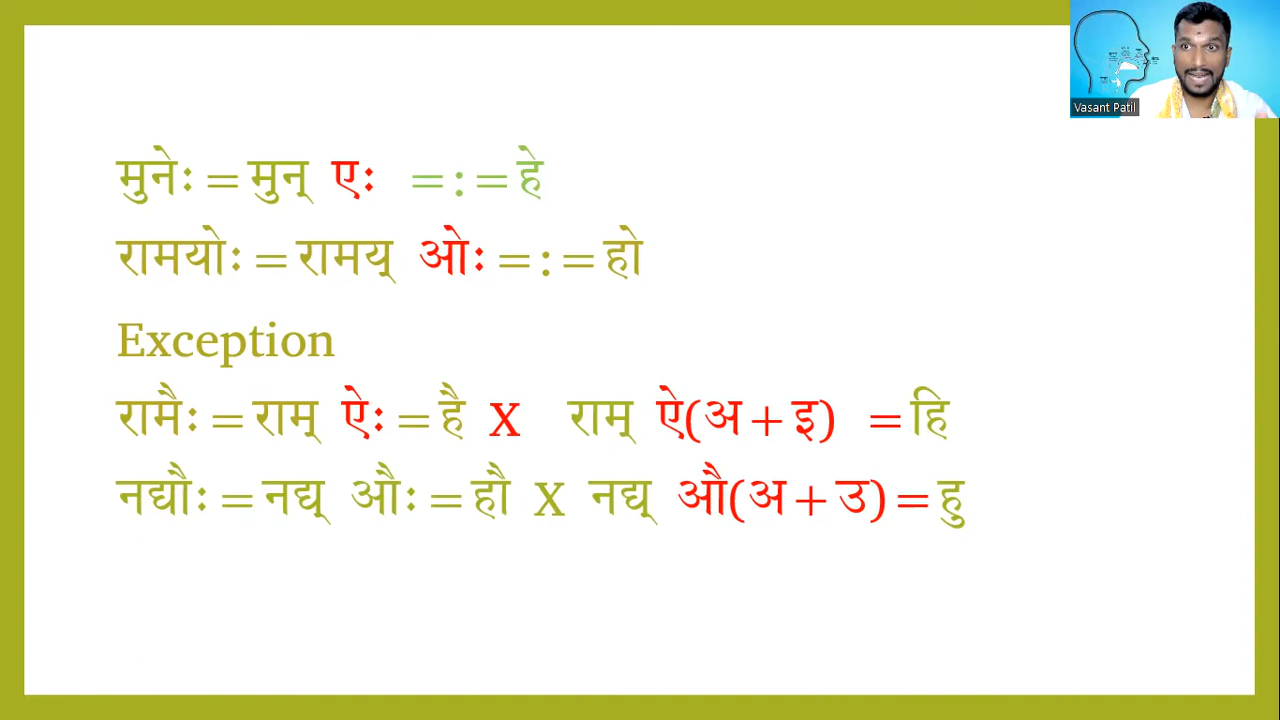 Vasant Patil
मुनेः = मुन् एः = : = हे
रामयोः = रामय् ओः = : = हो
Exception
रामैः = राम् ऐः = है X राम् ऐ(अ + इ) = हि
नद्यौः = नद्य् औः = हौ X नद्य् औ(अ + उ) = हु